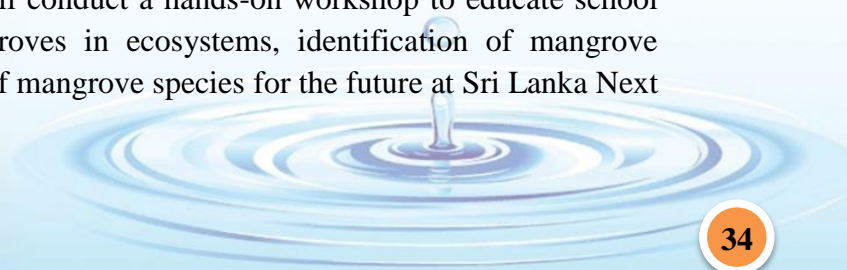 conduct a hands-on workshop to educate school
roves in ecosystems, identification of mangrove
f mangrove species for the future at Sri Lanka Next
34